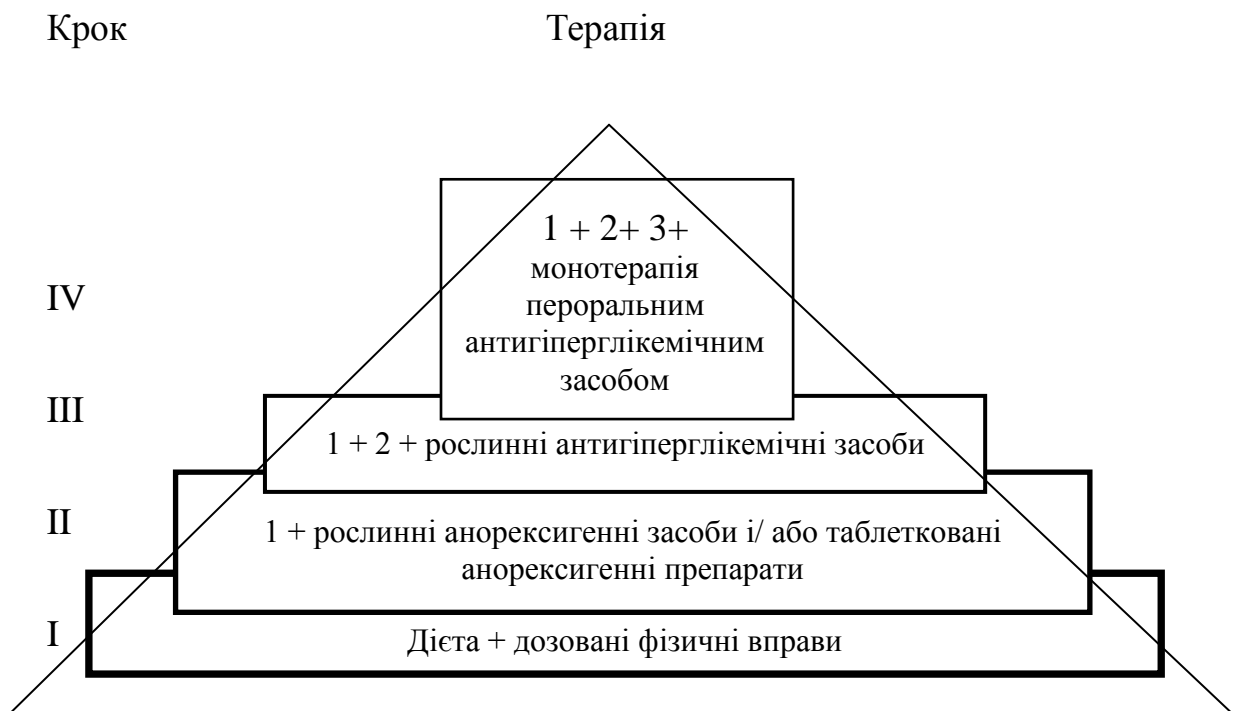 Крок Терапія
1 + 2+ 3+
монотерапія
пероральним
антигіперглікемічним
засобом
IV
III
1 + 2 + рослинні антигіперглікемічні засоби
II
1 + рослинні анорексигенні засоби і/ або таблетковані
анорексигенні препарати
I
Дієта + дозовані фізичні вправи